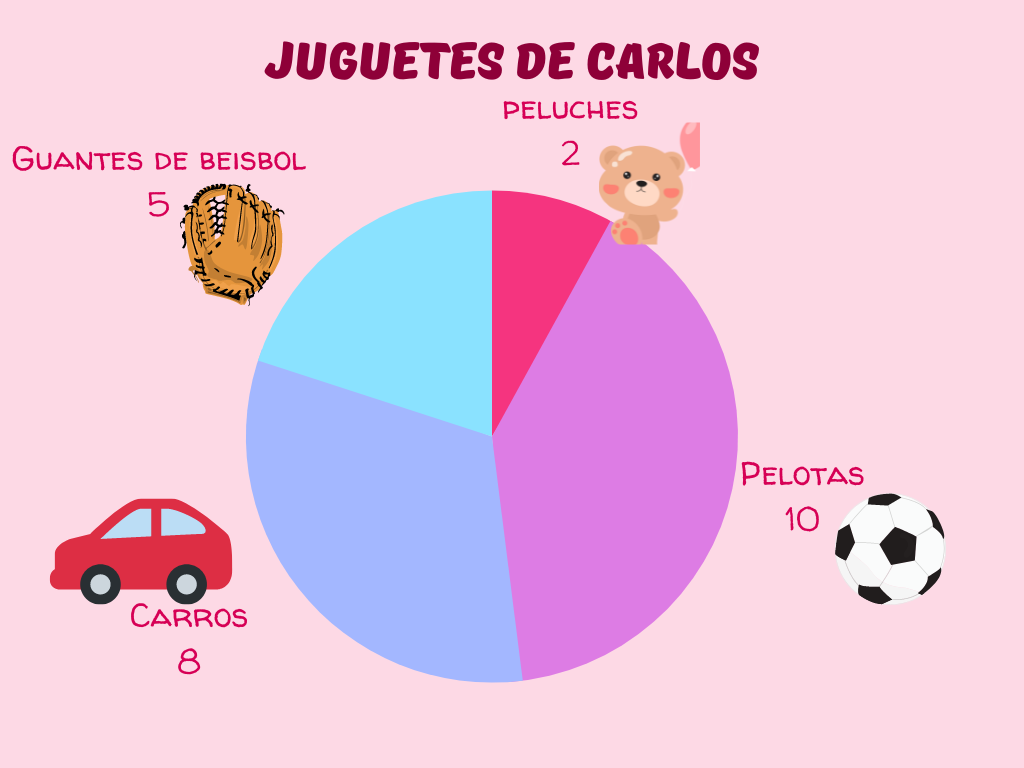 JUGUETES DE CARLOS
PELUCHES
2
GUANTES DE BEISBOL
5
PELOTAS
10
CARROS
8